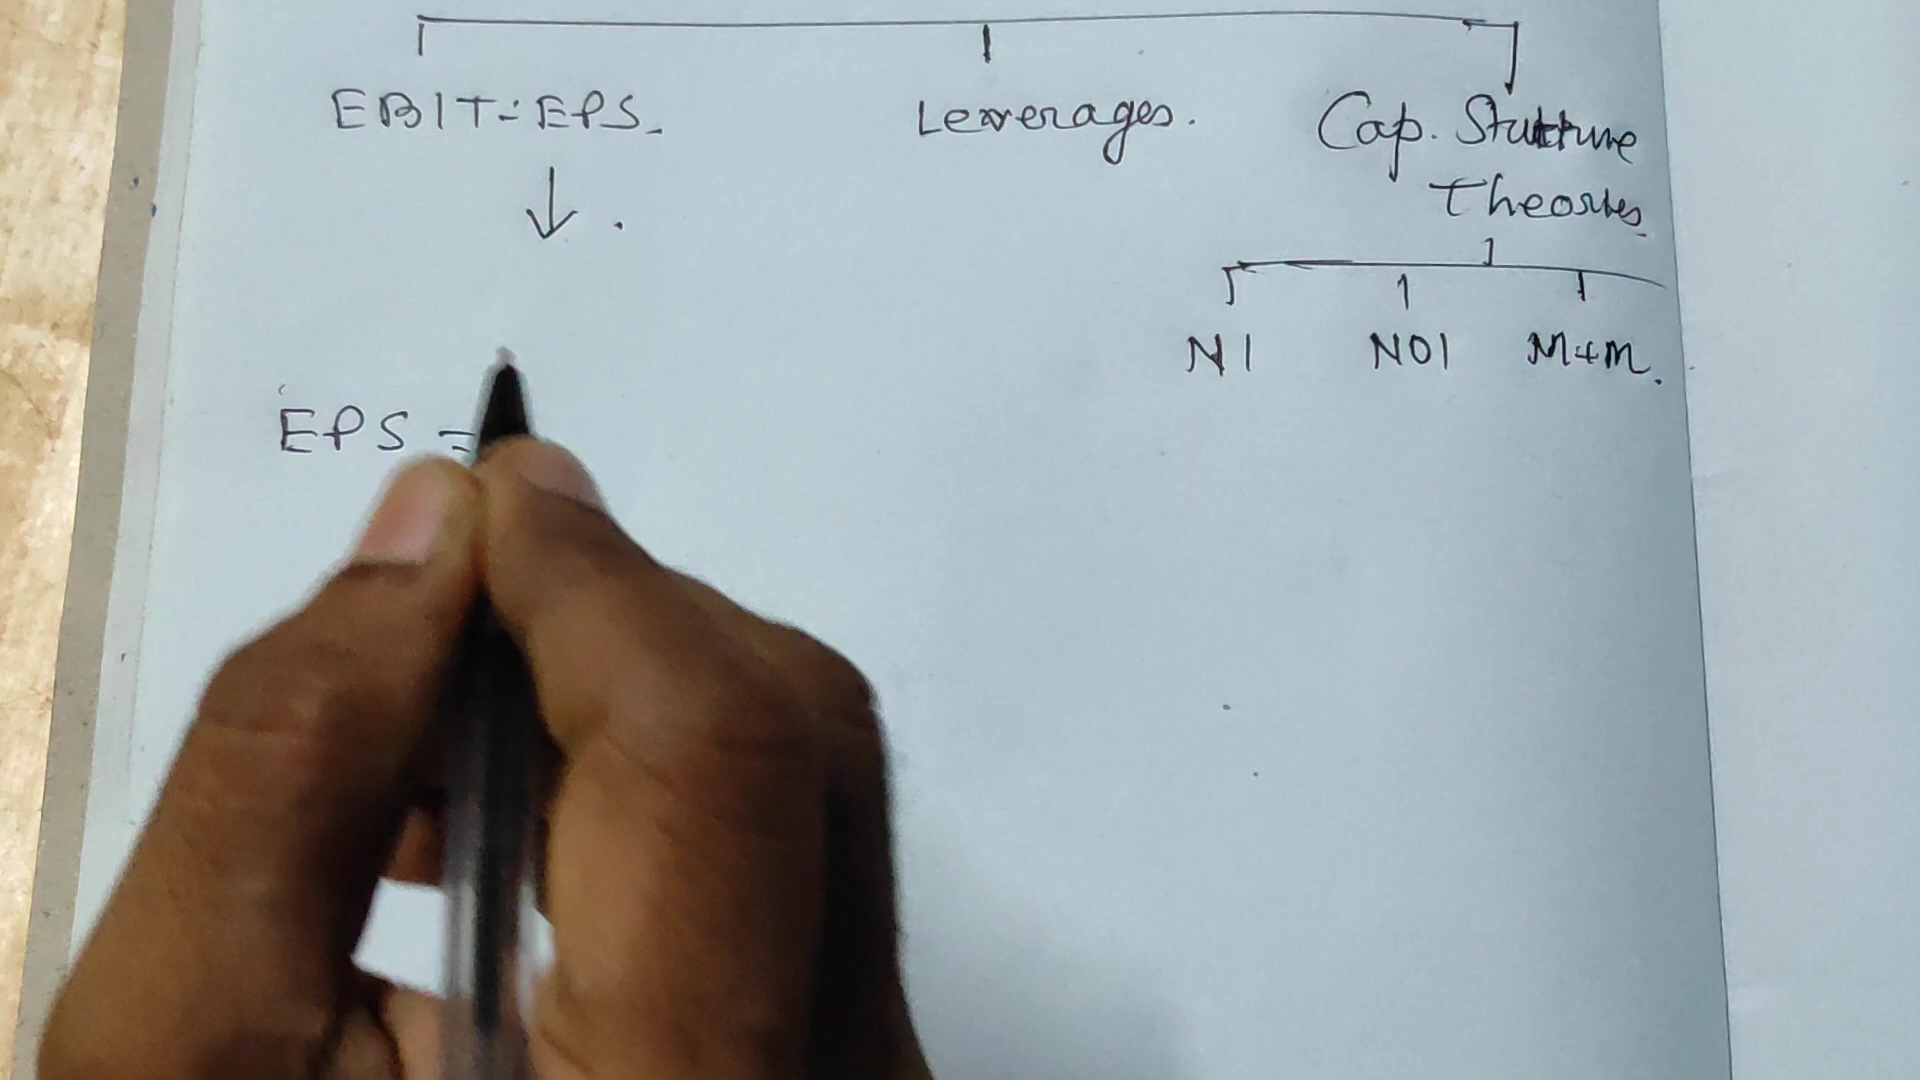 EBIT-EPS.
Leverages.
Cap. Structure
Theories
NI NOI M+M.
EPS =